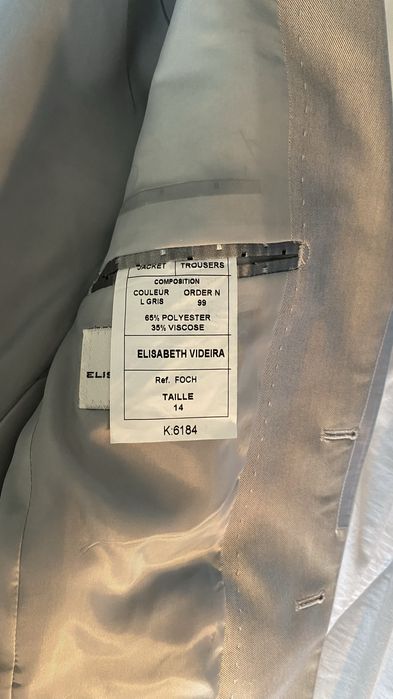 JACKET TROUSERS
COMPOSITION
COULEUR ORDER N
L GRIS 99
65% POLYESTER
35% VISCOSE
ELISABETH VIDEIRA
Ref. FOCH
TAILLE
14
K:6184
ELIS